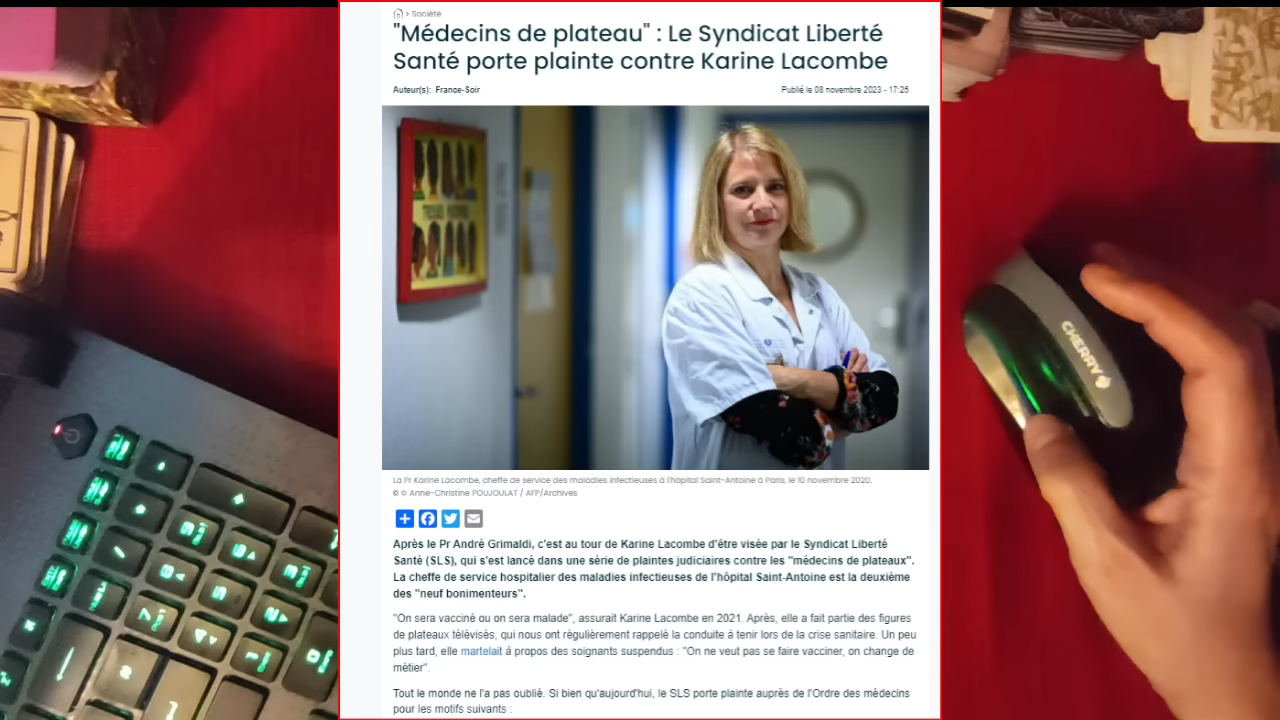 > Société
"Médecins de plateau" : Le Syndicat Liberté
Santé porte plainte contre Karine Lacombe
Auteur(s): France-Soir
Publié le 08 novembre 2023 - 17:25
La Pr Karine Lacombe, cheffe de service des maladies infectieuses à l'hôpital Saint-Antoine à Paris, le 10 novembre 2020.
© © Anne-Christine POUJOULAT / AFP/Archives
Après le Pr André Grimaldi, c'est au tour de Karine Lacombe d'être visée par le Syndicat Liberté
Santé (SLS), qui s'est lancé dans une série de plaintes judiciaires contre les "médecins de plateaux".
La cheffe de service hospitalier des maladies infectieuses de l'hôpital Saint-Antoine est la deuxième
des "neuf bonimenteurs".
"On sera vacciné ou on sera malade", assurait Karine Lacombe en 2021. Après, elle a fait partie des figures
de plateaux télévisés, qui nous ont régulièrement rappelé la conduite à tenir lors de la crise sanitaire. Un peu
plus tard, elle martelait à propos des soignants suspendus : "On ne veut pas se faire vacciner, on change de
métier".
Tout le monde ne l'a pas oublié. Si bien qu'aujourd'hui, le SLS porte plainte auprès de l'Ordre des médecins
pour les motifs suivants :
CHERRY